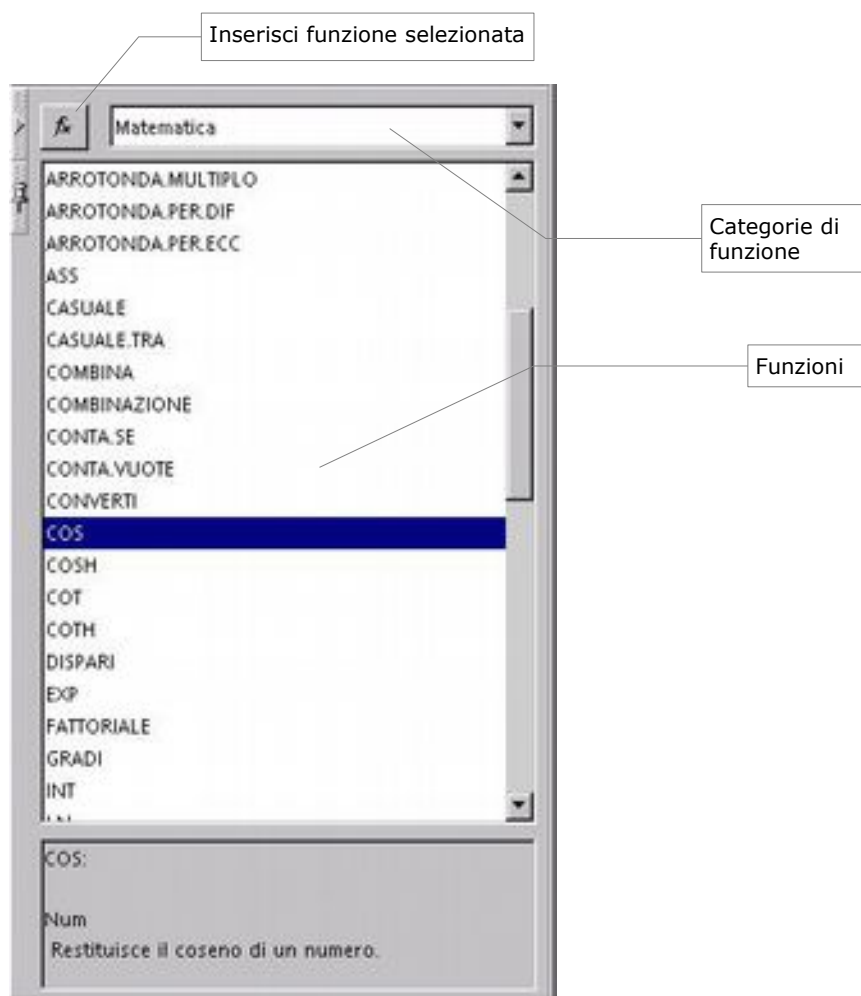 Inserisci funzione selezionata
fx
Matematica
ARROTONDA.MULTIPLO
ARROTONDA.PER.DIF
ARROTONDA.PER.ECC
ASS
CASUALE
CASUALE.TRA
COMBINA
COMBINAZIONE
CONTA.SE
CONTA.VUOTE
CONVERTI
COS
COSH
COT
COTH
DISPARI
EXP
FATTORIALE
GRADI
INT
Categorie di
funzione
Funzioni
COS:
Num
Restituisce il coseno di un numero.